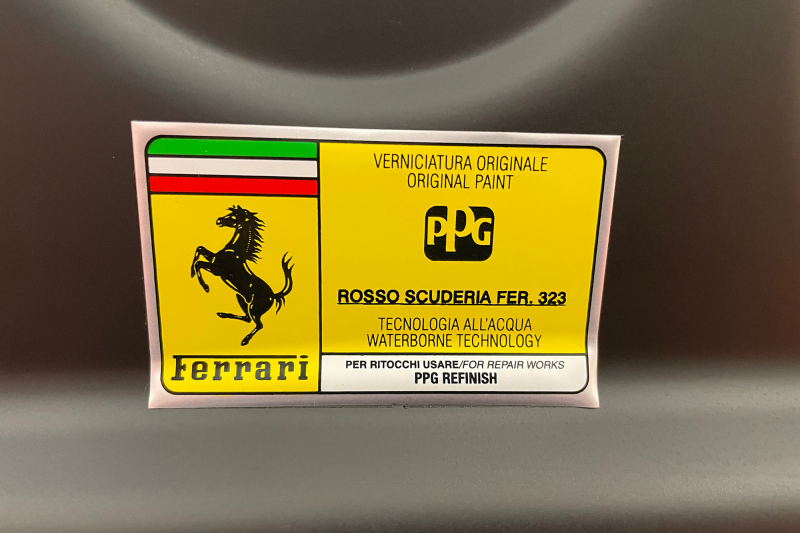 Ferrari
VERNICIATURA ORIGINALE
ORIGINAL PAINT
PPG
ROSSO SCUDERIA FER. 323
TECNOLOGIA ALL'ACQUA
WATERBORNE TECHNOLOGY
PER RITOCCHI USARE/FOR REPAIR WORKS
PPG REFINISH